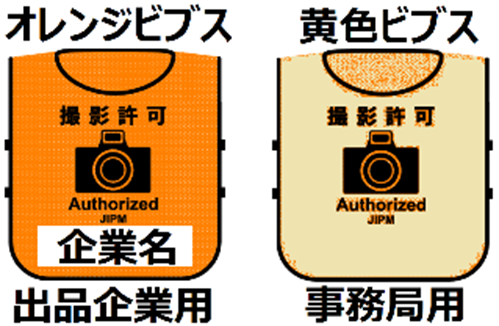 オレンジビブス
撮影許可
Authorized
JIPM
企業名
出品企業用
黄色ビブス
撮影許可
Authorized
JIPM
事務局用